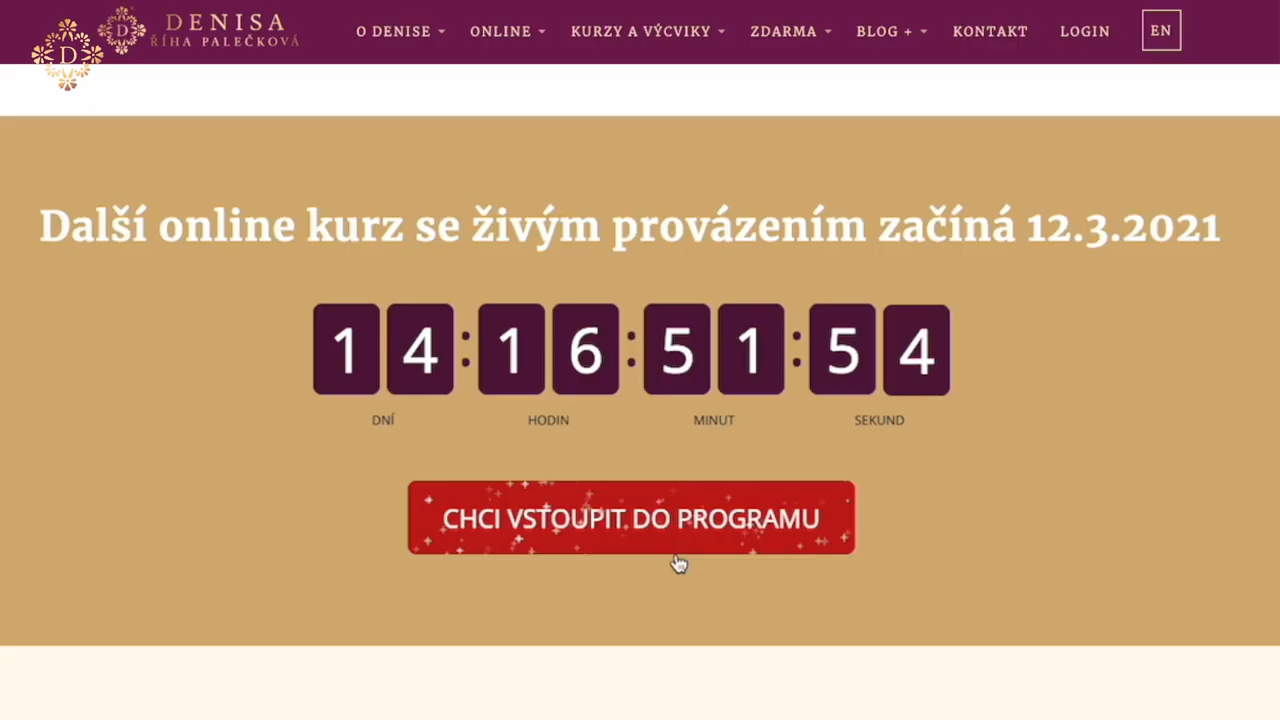 D
D
DENISA
ŘÍHA PALEČKOVÁ
O DENISE
ONLINE
KURZY A VÝCVIKY
ZDARMA
BLOG +
KONTAKT
LOGIN
EN
Další online kurz se živým provázením začíná 12.3.2021
14:16:51:54
DNÍ HODIN MINUT SEKUND
CHCI VSTOUPIT DO PROGRAMU